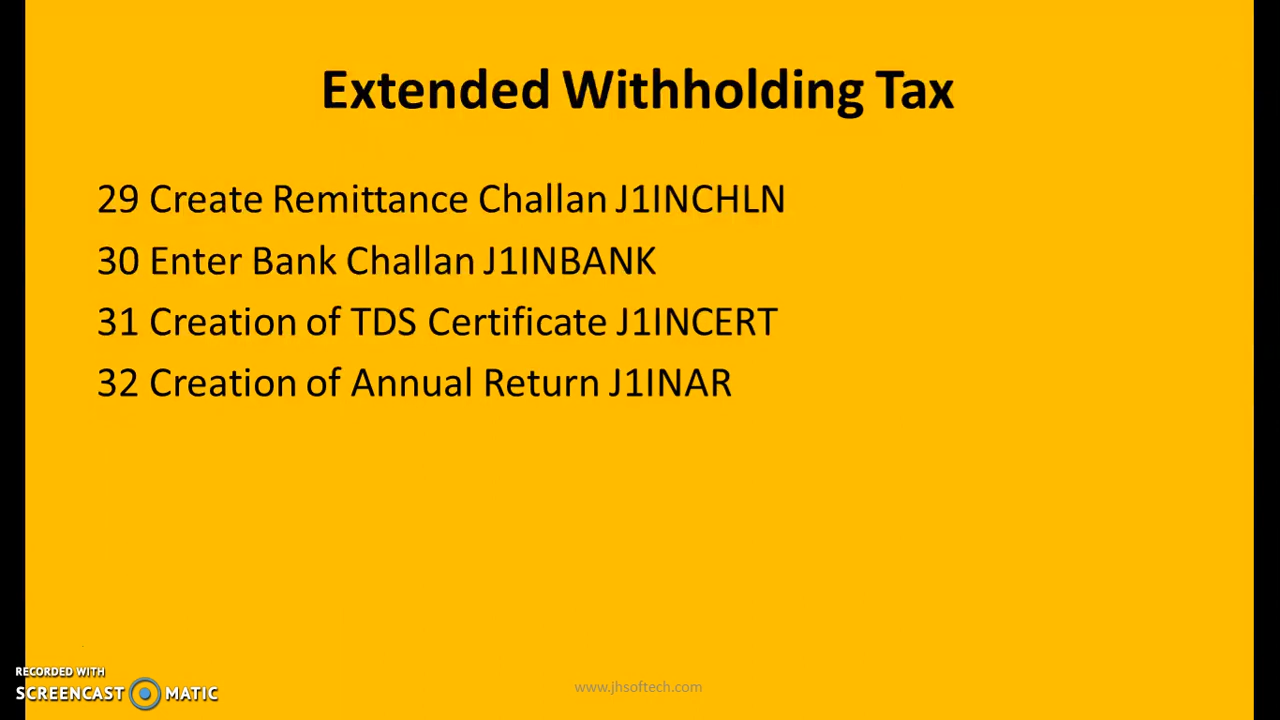 Extended Withholding Tax
29 Create Remittance Challan J1INCHLN
30 Enter Bank Challan J1INBANK
31 Creation of TDS Certificate J1INCERT
32 Creation of Annual Return J1INAR
RECORDED WITH
SCREENCAST MATIC
www.jhsoftech.com